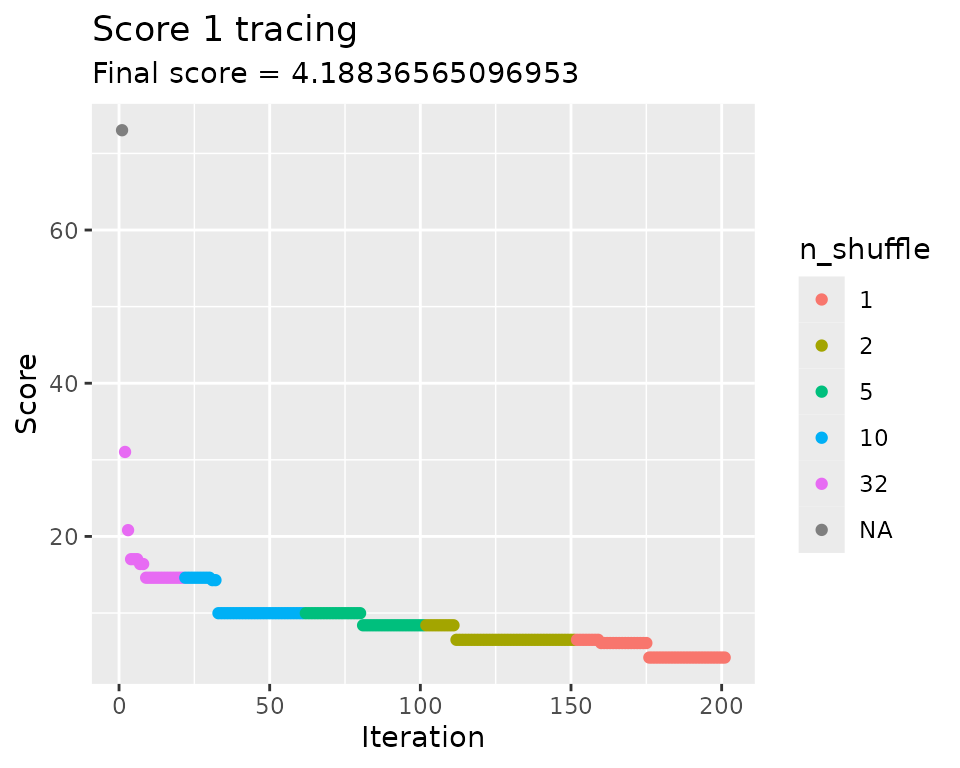 Score 1 tracing
Final score = 4.18836565096953
Score
60
40
20
0
50
100
150
200
Iteration
n_shuffle
1
2
5
10
32
NA